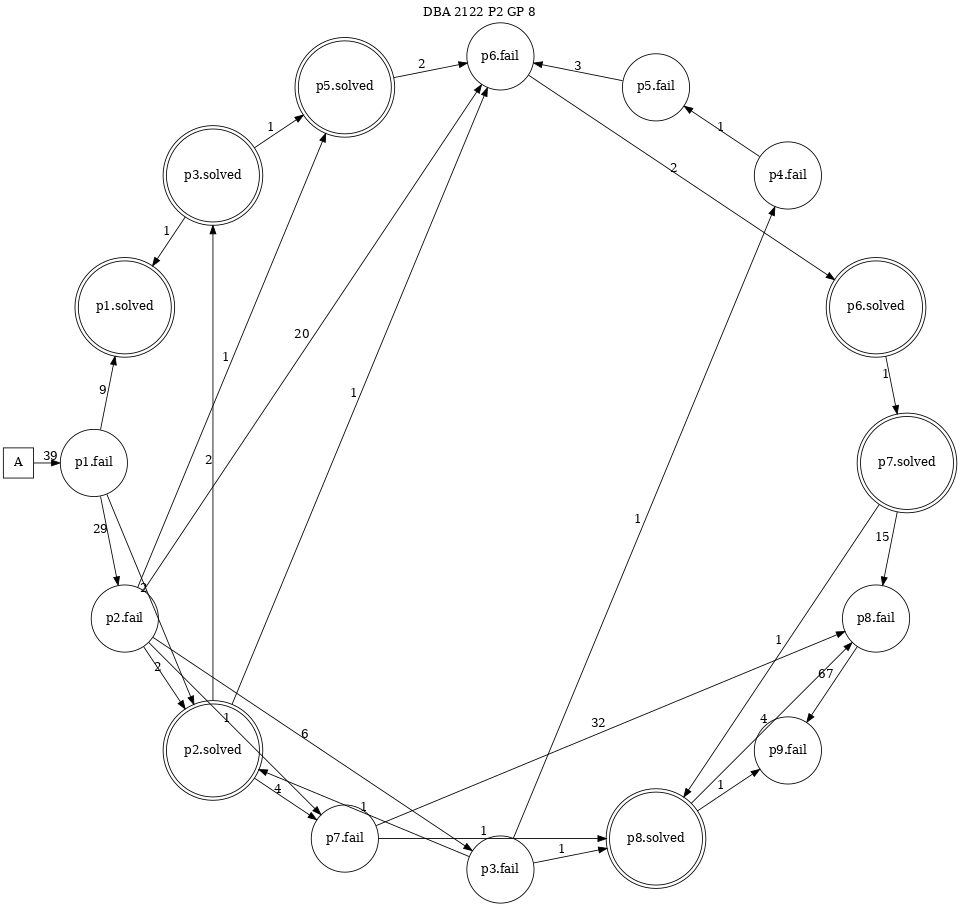 DBA 2122 P2 GP 8
p6.fail
p5.solved
2
3
p5.fail
1
1
p3.solved
2
p4.fail
1
p1.solved
p6.solved
20
1
1
9
1
A
39
p1.fail
2
p7.solved
29
1
15
2
p2.fail
p8.fail
2
1
67
1
6
32
4
p2.solved
p9.fail
4
1
1
p7.fail
1
1
p8.solved
p3.fail